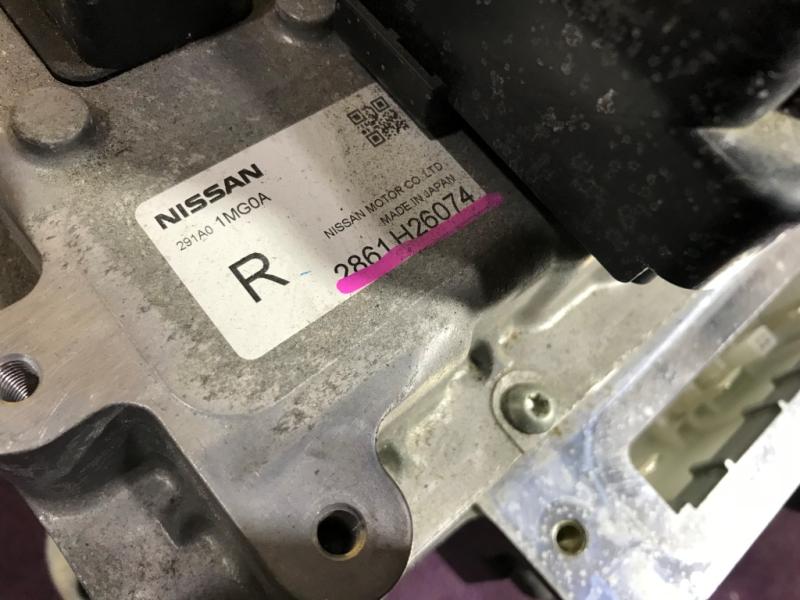 NISSAN
291A0 1MG0A
NISSAN MOTOR CO.,LTD
MADE IN JAPAN
R
2861H26074